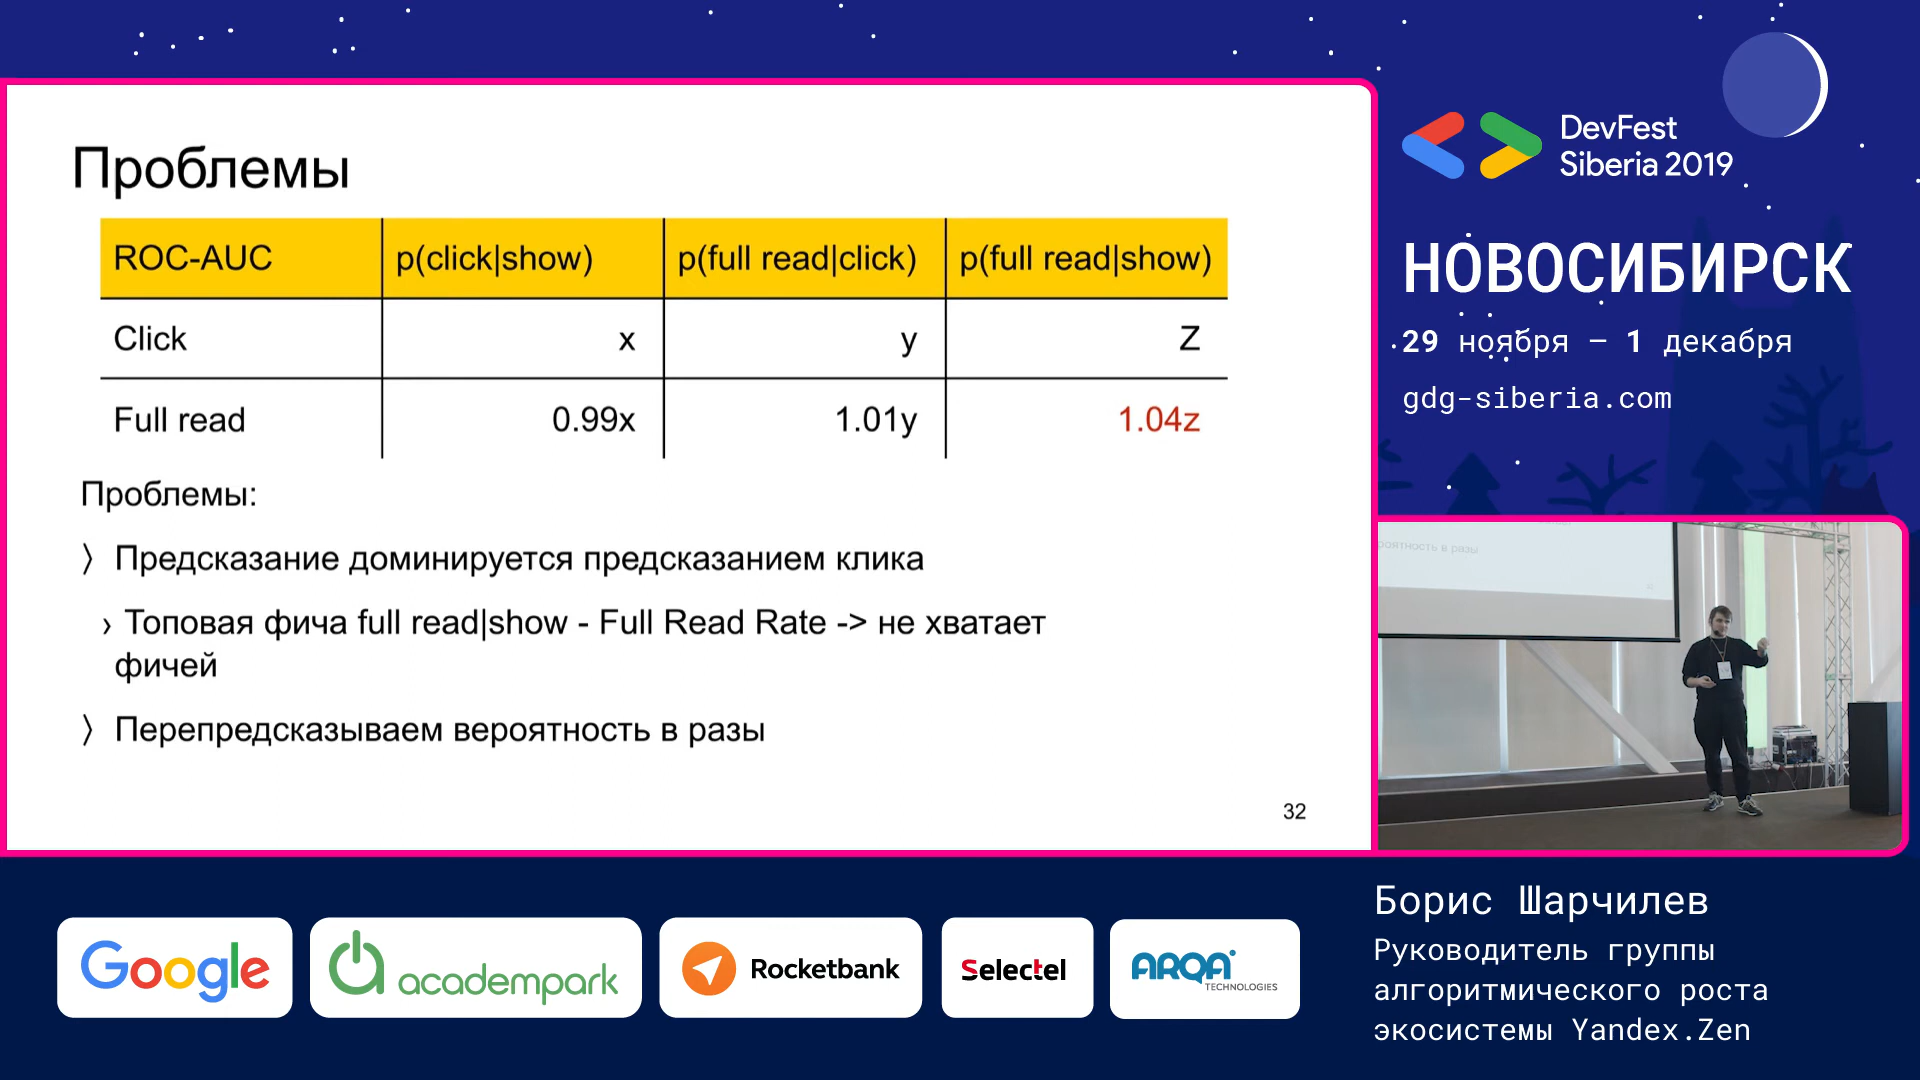 Проблемы
ROC-AUC p(click|show) p(full read|click) p(full read|show)
Click x y Z
Full read 0.99x 1.01y 1.04z
Проблемы:
〉 Предсказание доминируется предсказанием клика
› Топовая фича full read|show - Full Read Rate -> не хватает
фичей
〉 Перепредсказываем вероятность в разы
32
DevFest
Siberia 2019
НОВОСИБИРСК
29 ноября – 1 декабря
gdg-siberia.com
вероятность в разы
Google
academpark
Rocketbank
Selectel
ARQA
TECHNOLOGIES
Борис Шарчилев
Руководитель группы
алгоритмического роста
экосистемы Yandex.Zen